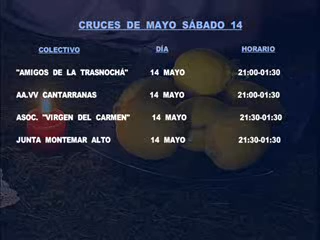 CRUCES DE MAYO SÁBADO 14
COLECTIVO DÍA HORARIO
"AMIGOS DE LA TRASNOCHÁ" 14 MAYO 21:00-01:30
AA.VV CANTARRANAS 14 MAYO 21:00-01:30
ASOC. "VIRGEN DEL CARMEN" 14 MAYO 21:30-01:30
JUNTA MONTEMAR ALTO 14 MAYO 21:30-01:30